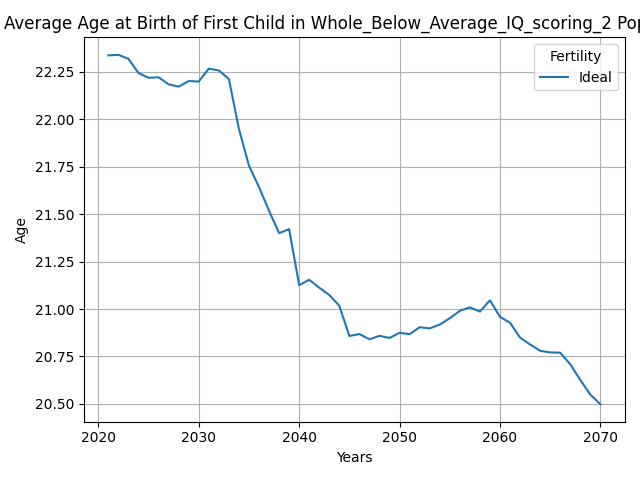 Average Age at Birth of First Child in Whole_Below_Average_IQ_scoring_2
Fertility
Ideal
22.25
22.00
21.75
21.50
21.25
21.00
20.75
20.50
Age
2020 2030 2040 2050 2060 2070
Years